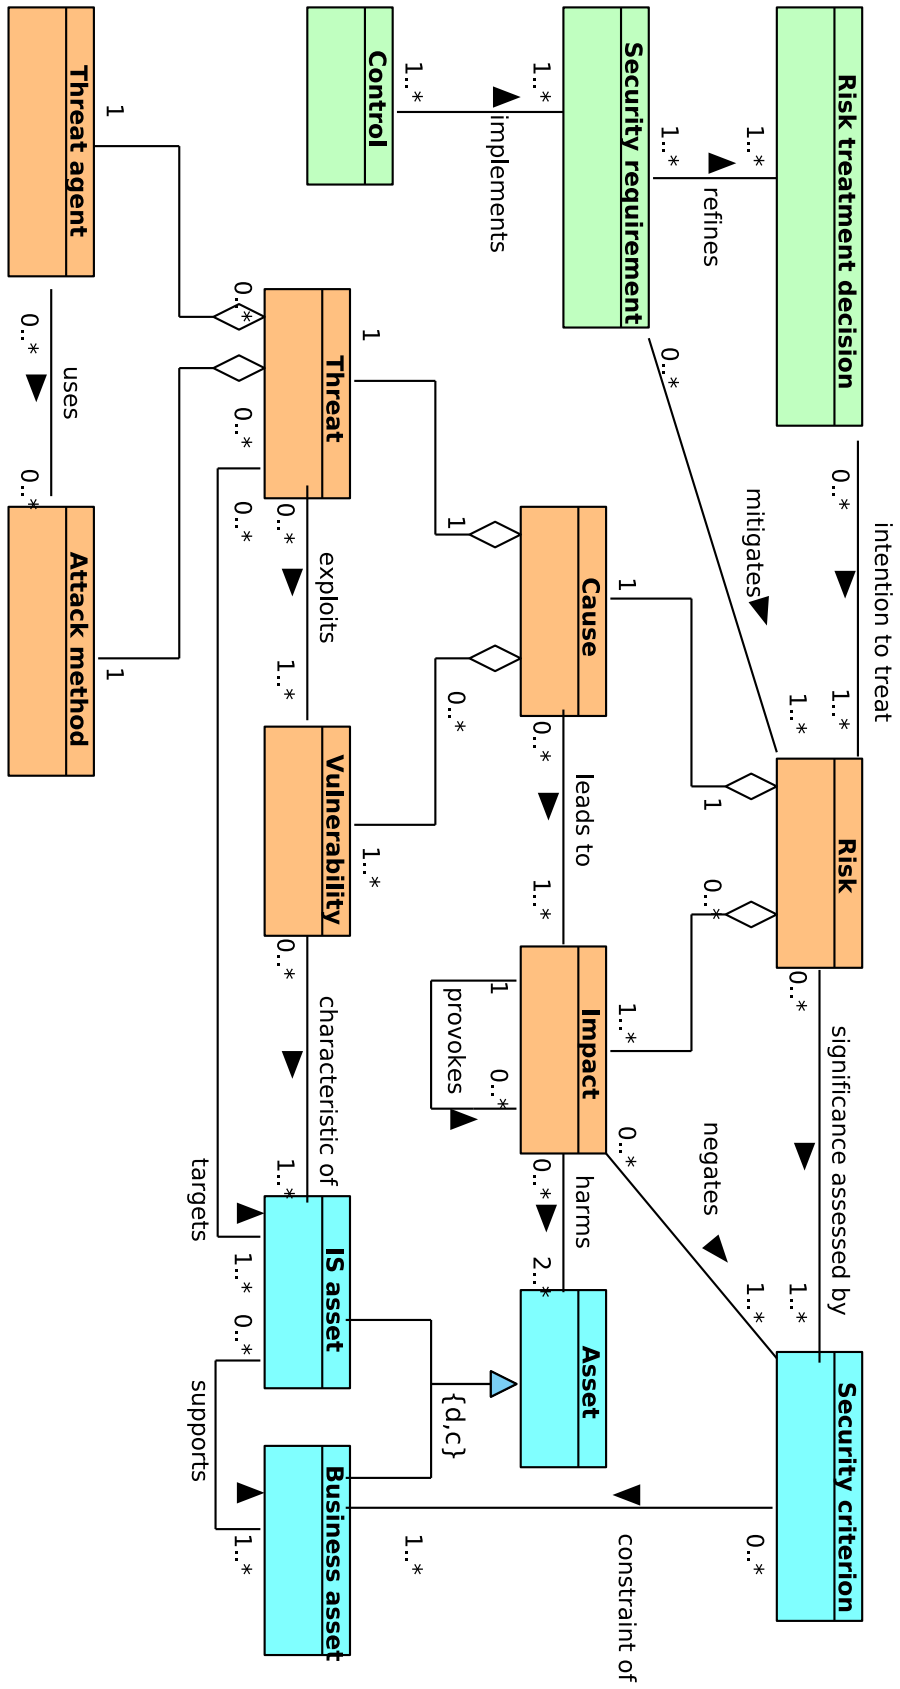 intention to treat
Risk treatment decision
Risk
Security criterion
0..*
1..*
significance assessed by
1..*
0..*
1..*
1..*
mitigates
1..*
0..*
refines
1
0..*
negates
1..*
0..*
Security requirement
1
1..*
0..*
constraint of
Cause
Impact
Asset
leads to
harms
1..*
0..*
1..*
0..*
2..*
implements
1
0..*
1
0..*
provokes
{d,c}
1..*
1..*
Control
1
1..*
Threat
Vulnerability
IS asset
Business asset
exploits
characteristic of
0..*
1..*
0..*
1..*
0..*
0..*
0..*
1..*
0..*
1..*
targets
supports
1
1
Threat agent
Attack method
uses
0..*
0..*